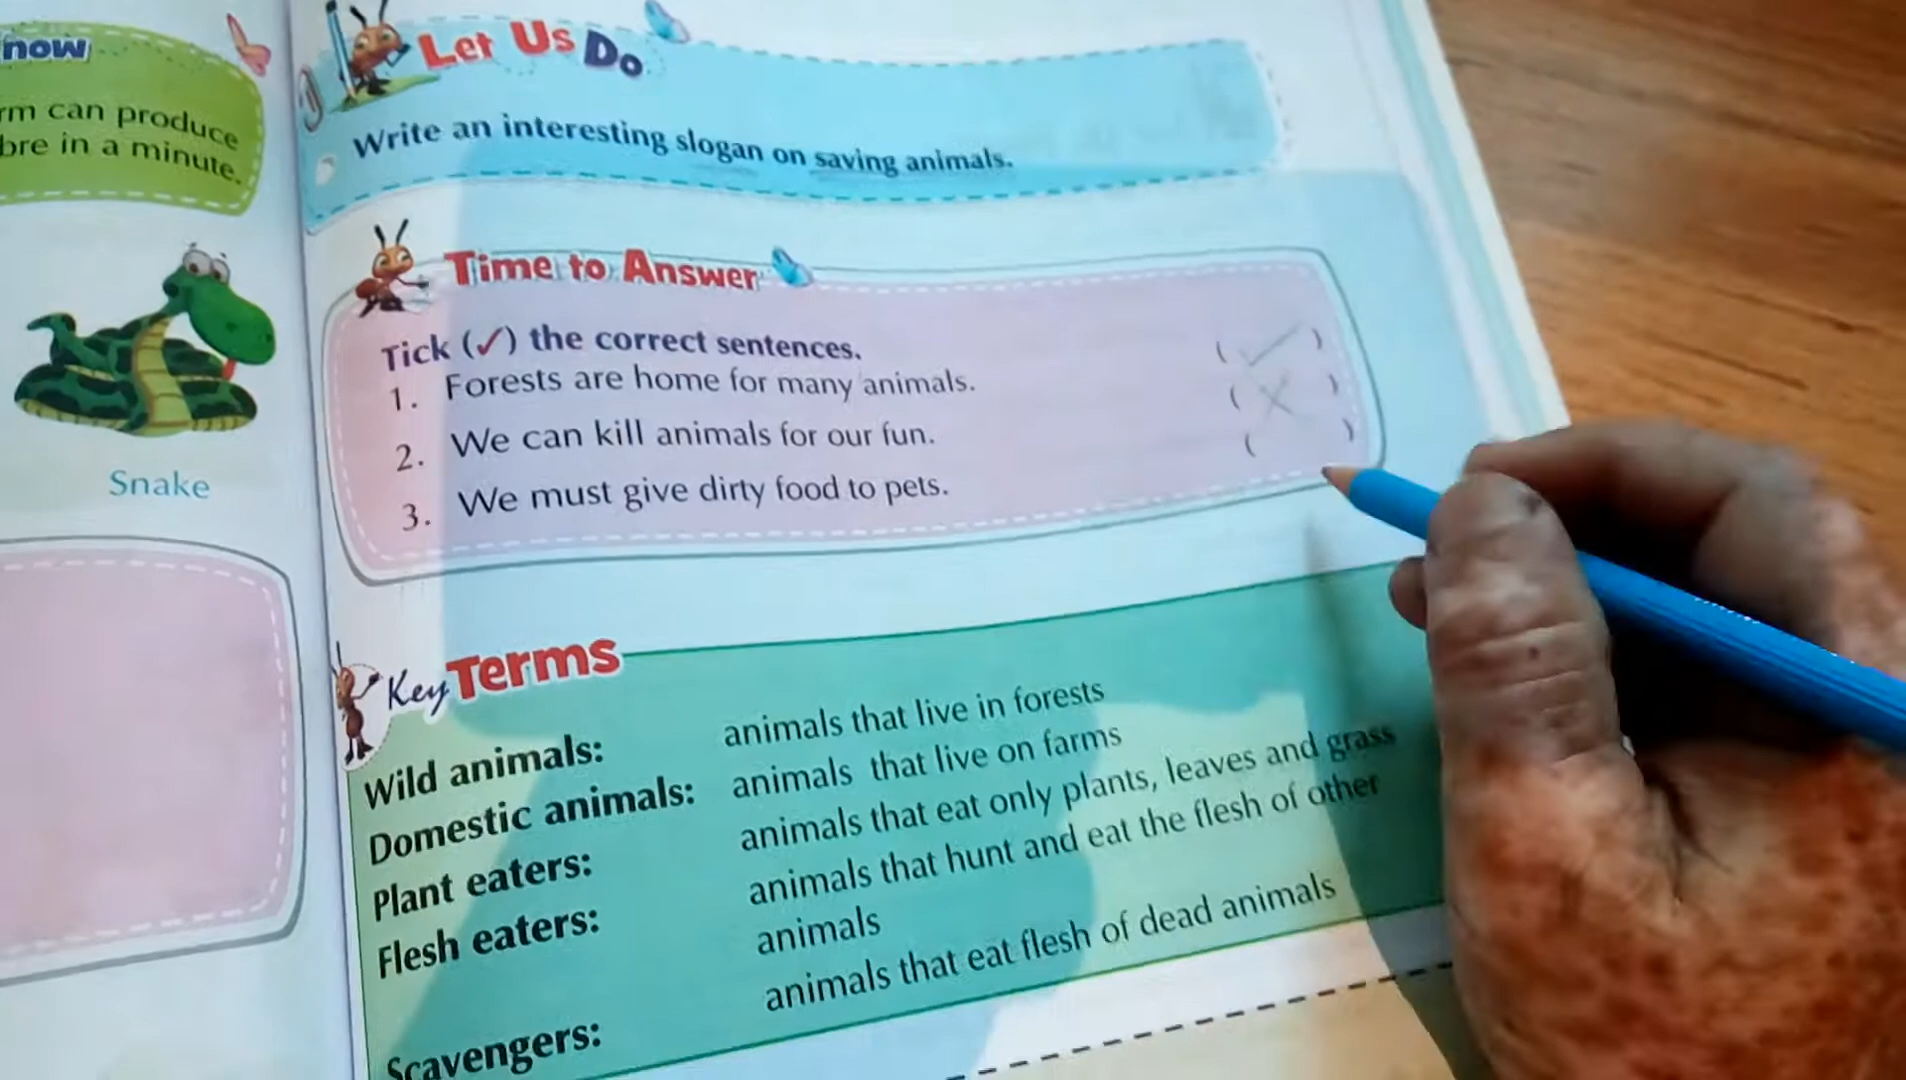 now
rm can produce
bre in a minute.
Snake
Let Us Do
Write an interesting slogan on saving animals.
Time to Answer
Tick (✓) the correct sentences.
1. Forests are home for many animals. ( ✓ )
2. We can kill animals for our fun. ( X )
3. We must give dirty food to pets. ( )
Key Terms
Wild animals: animals that live in forests
Domestic animals: animals that live on farms
Plant eaters: animals that eat only plants, leaves and grass
Flesh eaters: animals that hunt and eat the flesh of other
animals
Scavengers: animals that eat flesh of dead animals